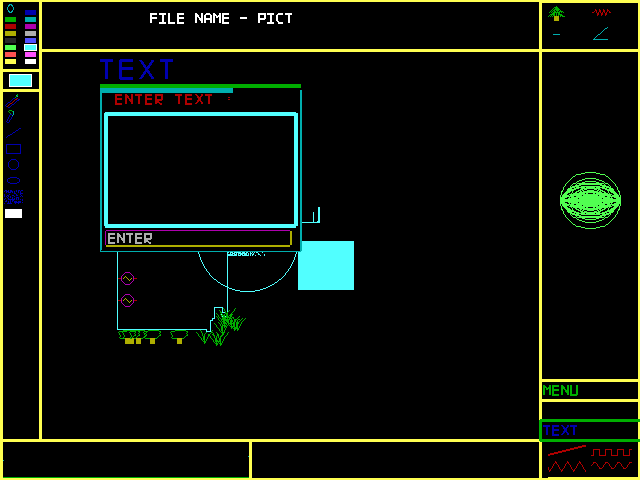 FILE NAME - PICT
TEXT
ENTER TEXT :
ENTER
MENU
TEXT